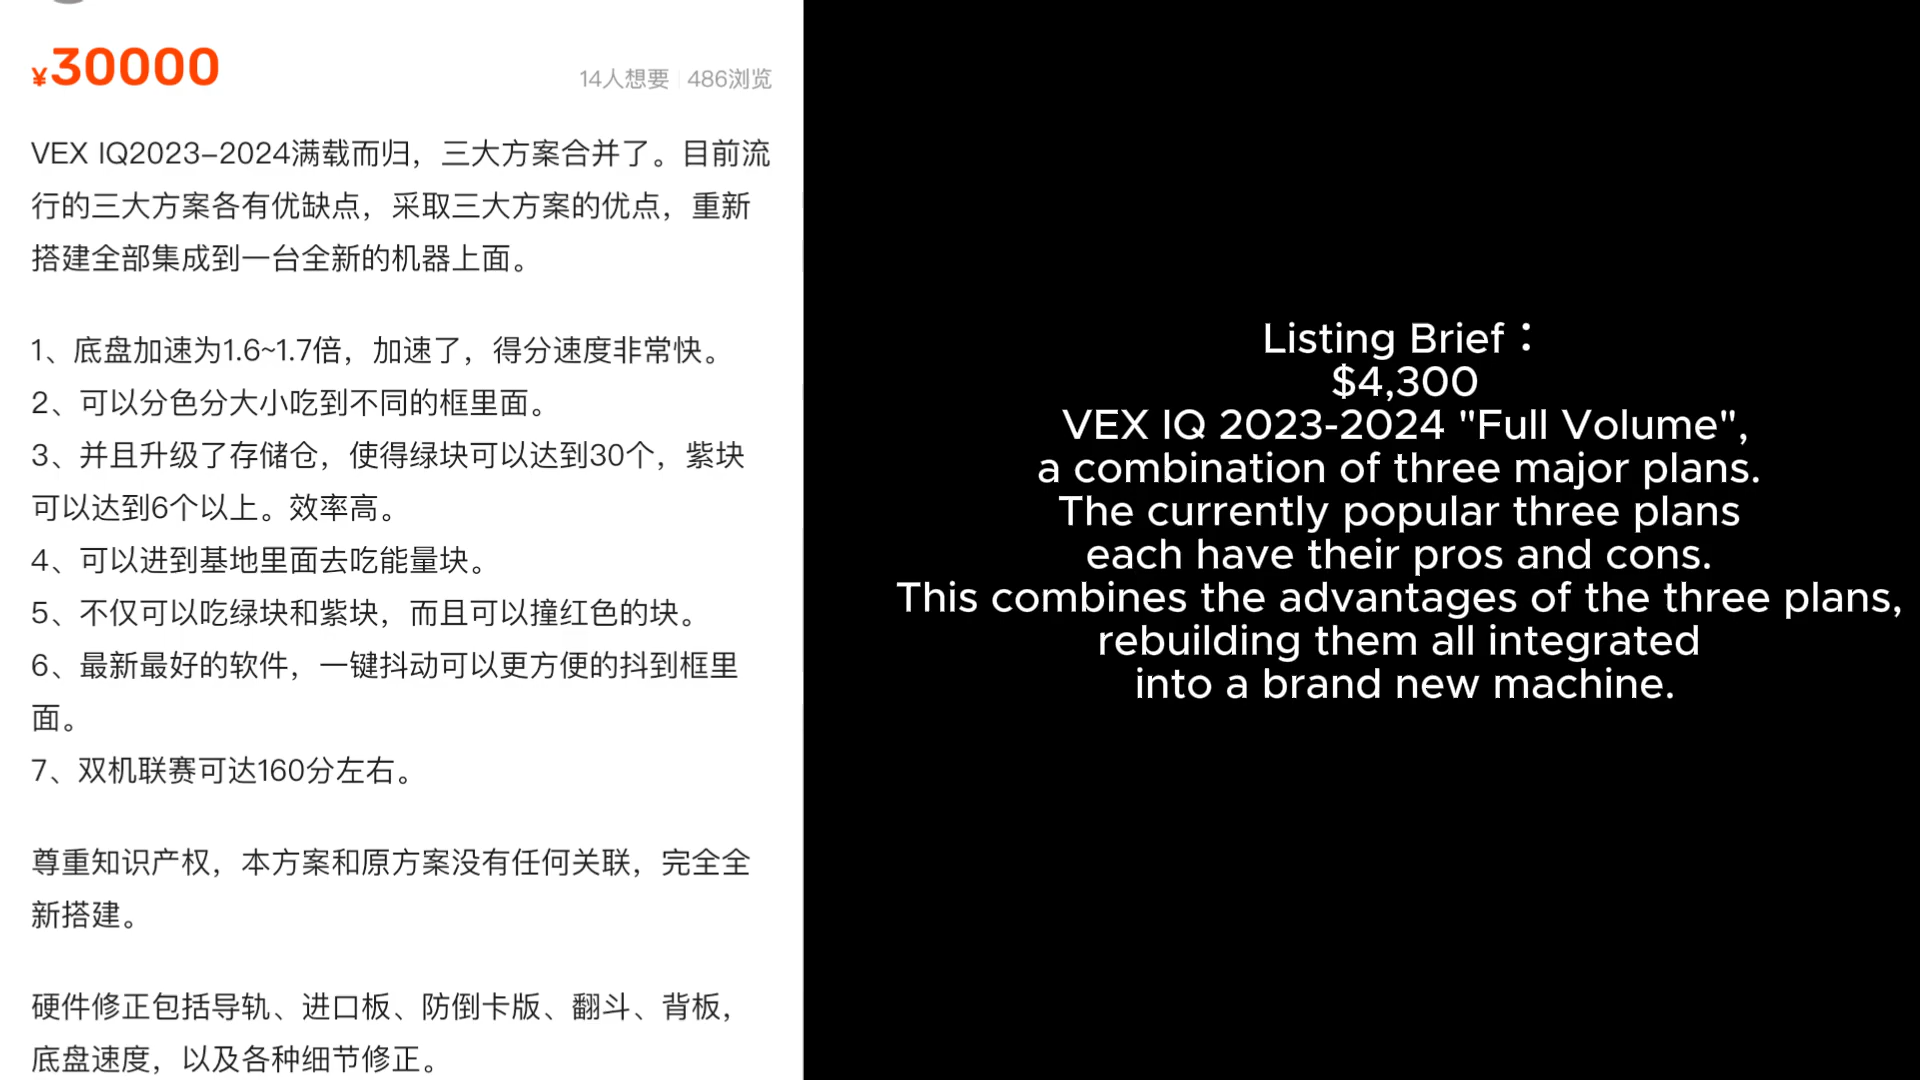 ¥30000
14人想要 486浏览
VEX IQ2023-2024满载而归，三大方案合并了。目前流
行的三大方案各有优缺点，采取三大方案的优点，重新
搭建全部集成到一台全新的机器上面。
1、底盘加速为1.6~1.7倍，加速了，得分速度非常快。
2、可以分色分大小吃到不同的框里面。
3、并且升级了存储仓，使得绿块可以达到30个，紫块
可以达到6个以上。效率高。
4、可以进到基地里面去吃能量块。
5、不仅可以吃绿块和紫块，而且可以撞红色的块。
6、最新最好的软件，一键抖动可以更方便的抖到框里
面。
7、双机联赛可达160分左右。
尊重知识产权，本方案和原方案没有任何关联，完全全
新搭建。
硬件修正包括导轨、进口板、防倒卡版、翻斗、背板，
底盘速度，以及各种细节修正。
Listing Brief：
$4,300
VEX IQ 2023-2024 "Full Volume",
a combination of three major plans.
The currently popular three plans
each have their pros and cons.
This combines the advantages of the three plans,
rebuilding them all integrated
into a brand new machine.